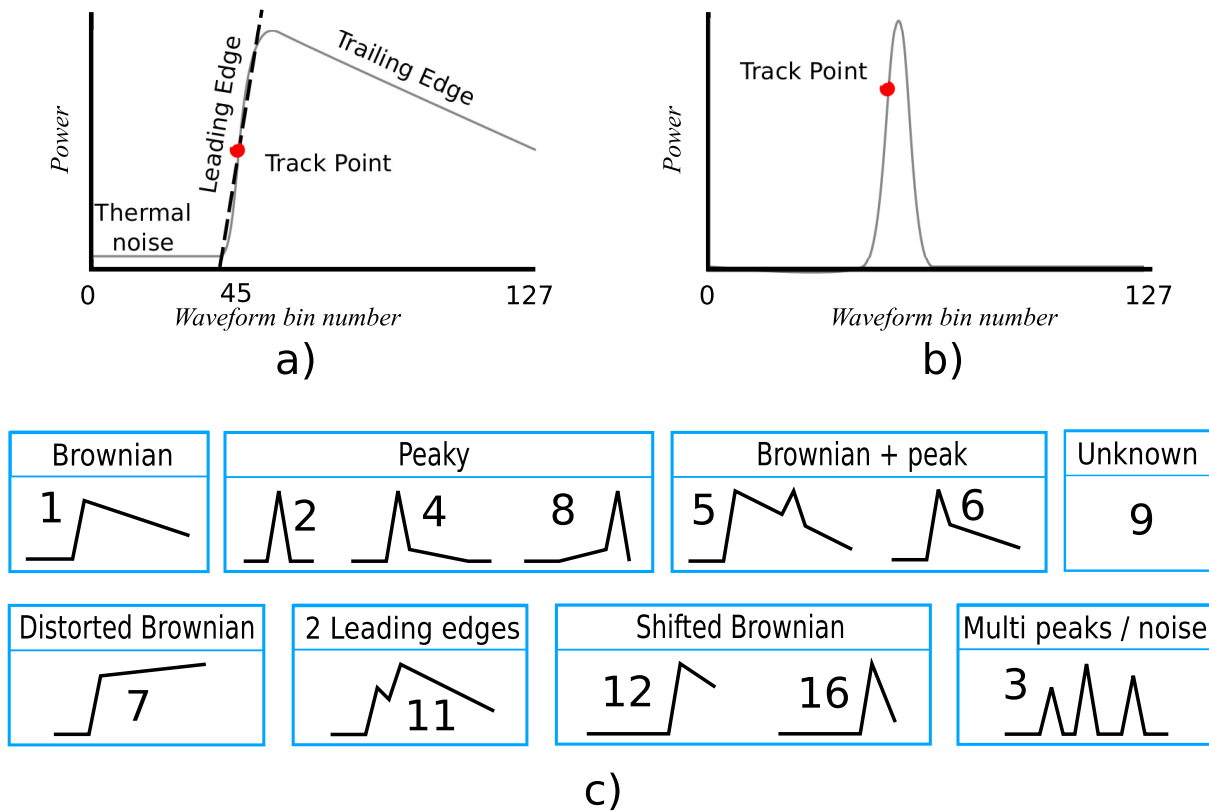 Power
Leading Edge
Trailing Edge
Track Point
Thermal
noise
0
45
127
Waveform bin number
a)
Power
Track Point
0
127
Waveform bin number
b)
Brownian
1
Peaky
2
4
8
Brownian + peak
5
6
Unknown
9
Distorted Brownian
7
2 Leading edges
11
Shifted Brownian
12
16
Multi peaks / noise
3
c)